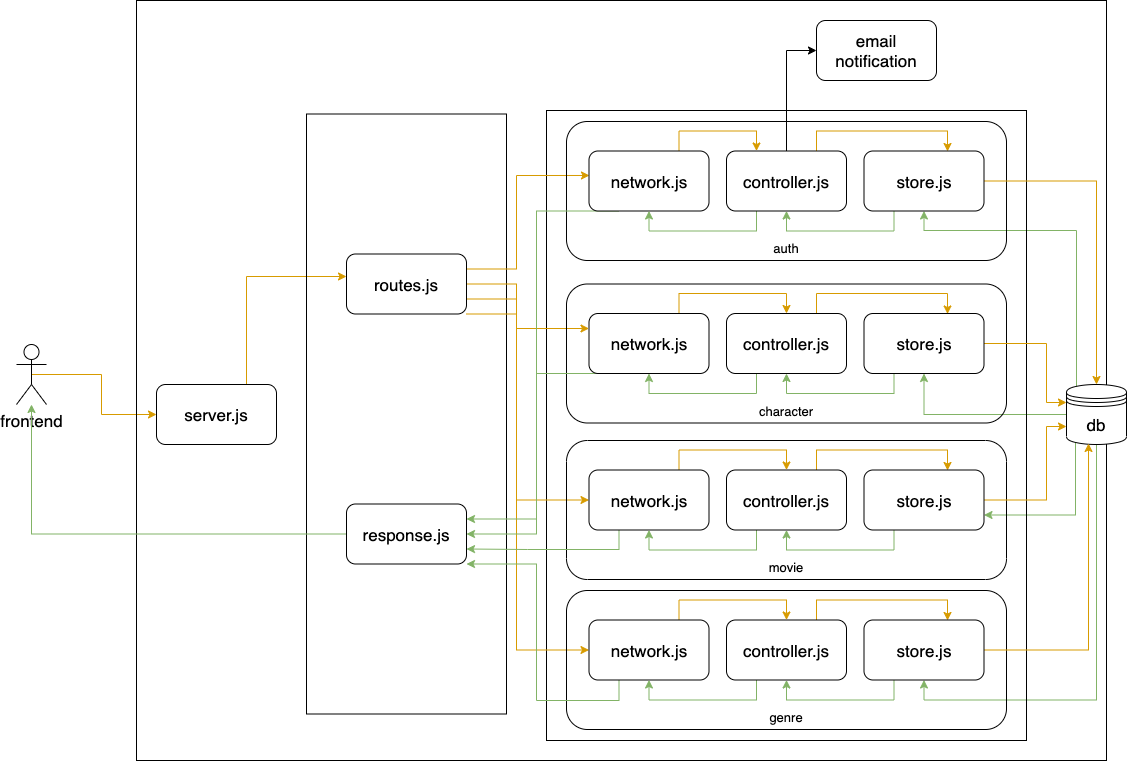 email
notification
network.js
controller.js
store.js
auth
routes.js
network.js
controller.js
store.js
character
server.js
frontend
db
network.js
controller.js
store.js
response.js
movie
network.js
controller.js
store.js
genre